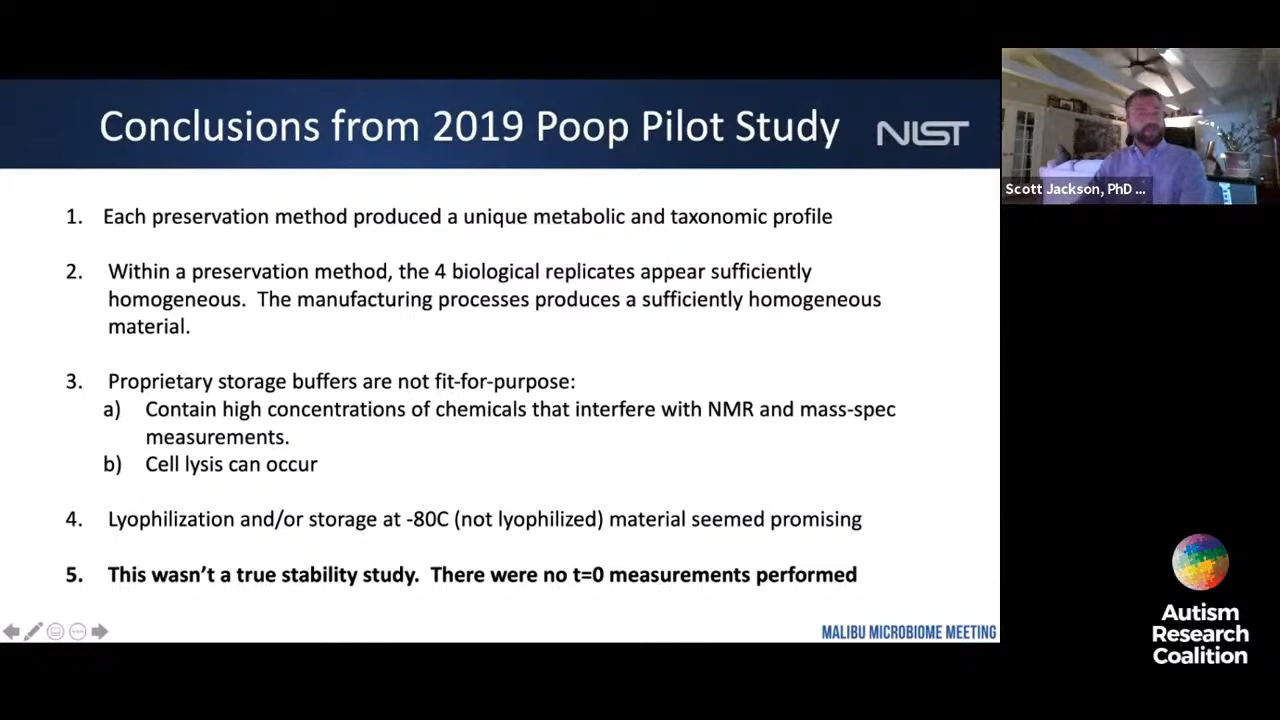 Conclusions from 2019 Poop Pilot Study
NIST
1. Each preservation method produced a unique metabolic and taxonomic profile
2. Within a preservation method, the 4 biological replicates appear sufficiently
homogeneous. The manufacturing processes produces a sufficiently homogeneous
material.
3. Proprietary storage buffers are not fit-for-purpose:
a) Contain high concentrations of chemicals that interfere with NMR and mass-spec
measurements.
b) Cell lysis can occur
4. Lyophilization and/or storage at -80C (not lyophilized) material seemed promising
5. This wasn't a true stability study. There were no t=0 measurements performed
MALIBU MICROBIOME MEETING
Scott Jackson, PhD ...
Autism
Research
Coalition